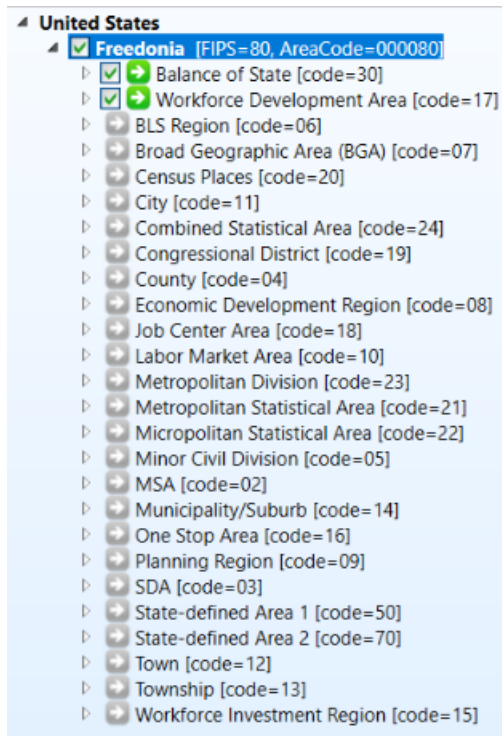 United States
Freedonia [FIPS=80, AreaCode=000080]
Balance of State [code=30]
Workforce Development Area [code=17]
BLS Region [code=06]
Broad Geographic Area (BGA) [code=07]
Census Places [code=20]
City [code=11]
Combined Statistical Area [code=24]
Congressional District [code=19]
County [code=04]
Economic Development Region [code=08]
Job Center Area [code=18]
Labor Market Area [code=10]
Metropolitan Division [code=23]
Metropolitan Statistical Area [code=21]
Micropolitan Statistical Area [code=22]
Minor Civil Division [code=05]
MSA [code=02]
Municipality/Suburb [code=14]
One Stop Area [code=16]
Planning Region [code=09]
SDA [code=03]
State-defined Area 1 [code=50]
State-defined Area 2 [code=70]
Town [code=12]
Township [code=13]
Workforce Investment Region [code=15]